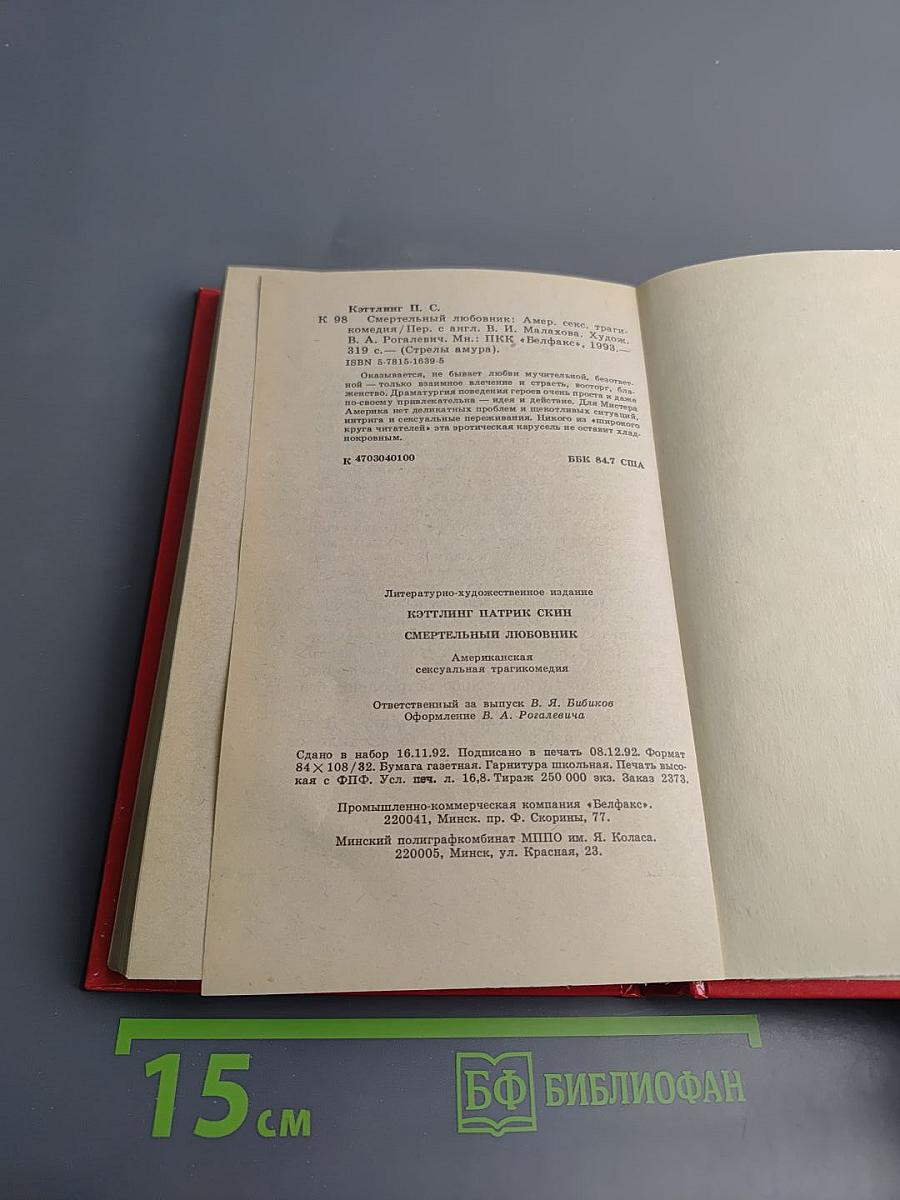 Кэттлинг П. С.
К 98 Смертельный любовник: Амер. секс. траги-
комедия/Пер. с англ. В. И. Малахова. Худож.
В. А. Рогалевич. Мн.: ПКК «Белфакс», 1993.—
319 с.— (Стрелы амура).
ISBN 5-7815-1639-5
Оказывается, не бывает любви мучительной, безответ-
ной — только взаимное влечение и страсть, восторг, бла-
женство. Драматургия поведения героев очень проста и даже
по-своему привлекательна — идея и действие. Для Мистера
Америка нет деликатных проблем и щекотливых ситуаций,
интрига и сексуальные переживания. Никого из «широкого
круга читателей» эта эротическая карусель не оставит хлад-
нокровным.
К 4703040100 ББК 84.7 США
Литературно-художественное издание
КЭТТЛИНГ ПАТРИК СКИН
СМЕРТЕЛЬНЫЙ ЛЮБОВНИК
Американская
сексуальная трагикомедия
Ответственный за выпуск В. Я. Бибиков
Оформление В. А. Рогалевича
Сдано в набор 16.11.92. Подписано в печать 08.12.92. Формат
84×108/32. Бумага газетная. Гарнитура школьная. Печать высо-
кая с ФПФ. Усл. печ. л. 16,8. Тираж 250 000 экз. Заказ 2373.
Промышленно-коммерческая компания «Белфакс».
220041, Минск. пр. Ф. Скорины, 77.
Минский полиграфкомбинат МППО им. Я. Коласа.
220005, Минск, ул. Красная, 23.
15 см
БФ БИБЛИОФАН